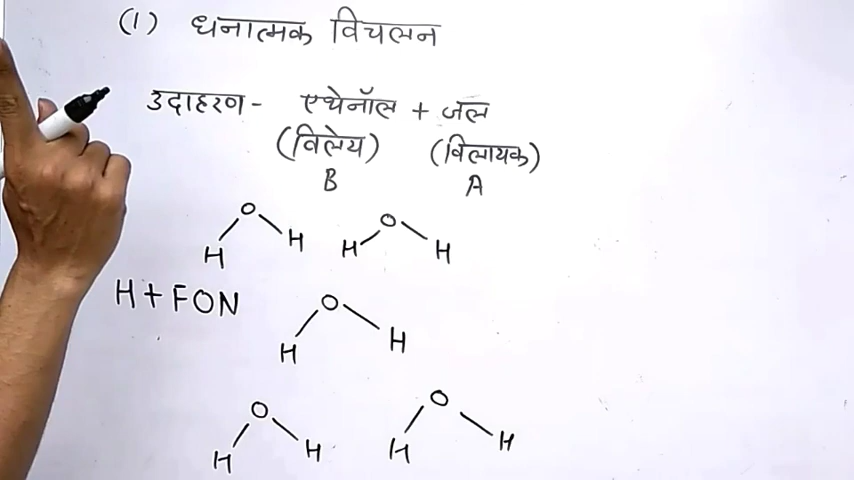 (1) धनात्मक विचलन
उदाहरण - एथेनॉल + जल
(विलेय) (विलायक)
B A
O O
H H H H
H + FON
O
H H
O O
H H H H